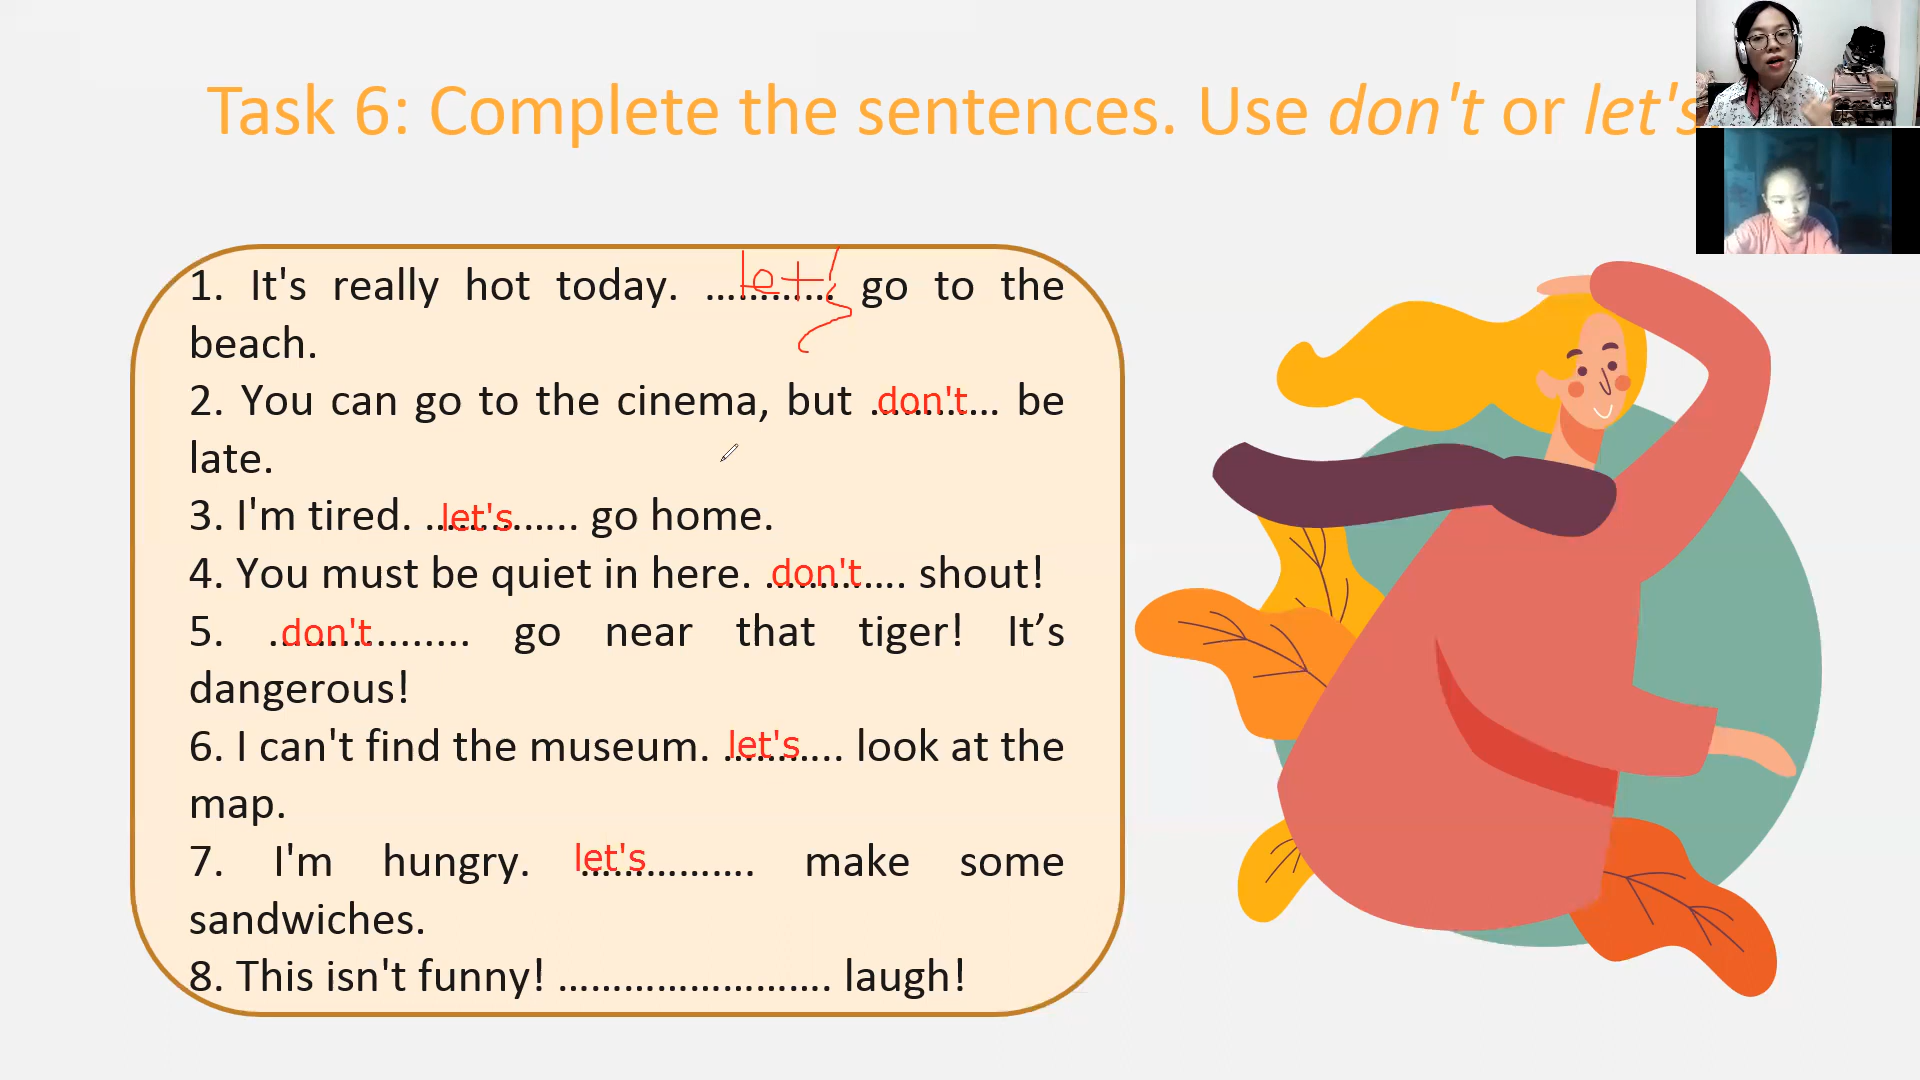 Task 6: Complete the sentences. Use don't or let's.
1. It's really hot today. ............ let's go to the
beach.
2. You can go to the cinema, but ............ don't be
late.
3. I'm tired. .............. let's go home.
4. You must be quiet in here. ............. don't shout!
5. .................. don't go near that tiger! It’s
dangerous!
6. I can't find the museum. ........... let's look at the
map.
7. I'm hungry. ................ let's make some
sandwiches.
8. This isn't funny! ......................... laugh!